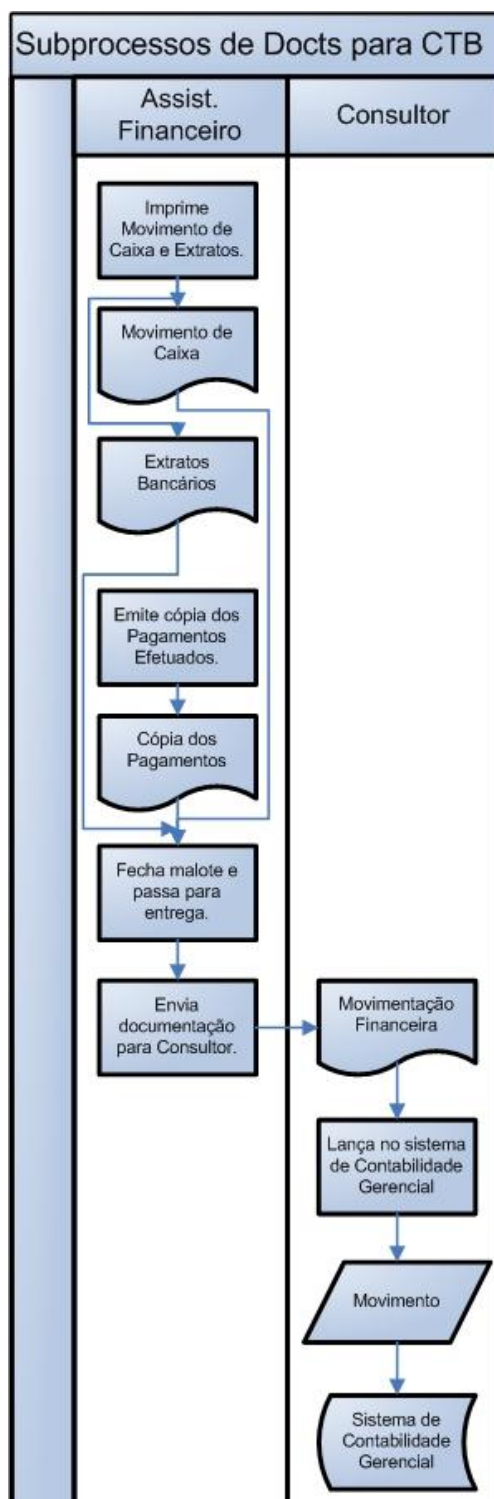 Subprocessos de Docts para CTB
Assist.
Financeiro
Consultor
Imprime
Movimento de
Caixa e Extratos.
Movimento de
Caixa
Extratos
Bancários
Emite cópia dos
Pagamentos
Efetuados.
Cópia dos
Pagamentos
Fecha malote e
passa para
entrega.
Envia
documentação
para Consultor.
Movimentação
Financeira
Lança no sistema
de Contabilidade
Gerencial
Movimento
Sistema de
Contabilidade
Gerencial